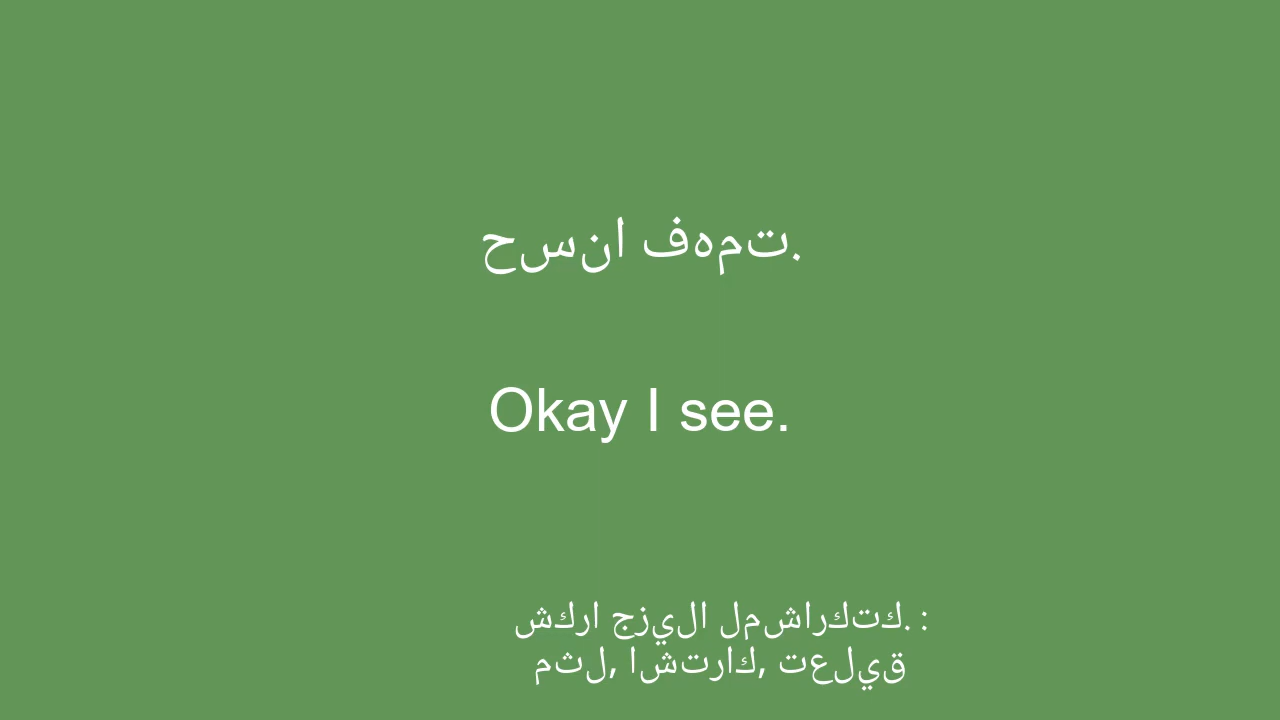 حسنا فهمت.
Okay I see.
شكرا جزيلا لمشاركتك. :
مثل, اشتراك, تعليق